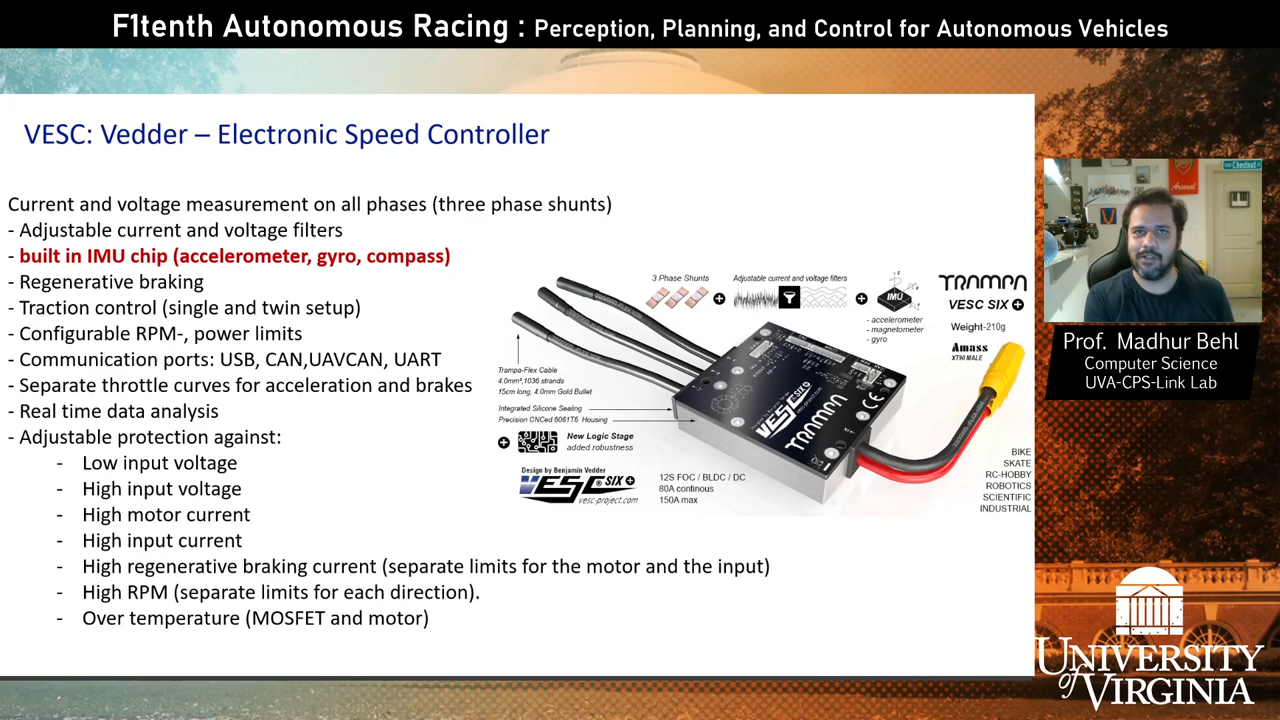 F1tenth Autonomous Racing : Perception, Planning, and Control for Autonomous Vehicles
VESC: Vedder – Electronic Speed Controller
Current and voltage measurement on all phases (three phase shunts)
- Adjustable current and voltage filters
- built in IMU chip (accelerometer, gyro, compass)
- Regenerative braking
- Traction control (single and twin setup)
- Configurable RPM-, power limits
- Communication ports: USB, CAN,UAVCAN, UART
- Separate throttle curves for acceleration and brakes
- Real time data analysis
- Adjustable protection against:
- Low input voltage
- High input voltage
- High motor current
- High input current
- High regenerative braking current (separate limits for the motor and the input)
- High RPM (separate limits for each direction).
- Over temperature (MOSFET and motor)
3 Phase Shunts
Adjustable current and voltage filters
IMU
- accelerometer
- magnetometer
- gyro
TRAMPA
VESC SIX
Weight-210g
Amass
XT90 MALE
Trampa-Flex Cable
4.0mm², 1036 strands
15cm long, 4.0mm Gold Bullet
Integrated Silicone Sealing
Precision CNCed 6061T6 Housing
New Logic Stage
added robustness
Design by Benjamin Vedder
VESC SIX
vesc-project.com
12S FOC / BLDC / DC
80A continous
150A max
VESC SIX
TRAMPA
CE
BIKE
SKATE
RC-HOBBY
ROBOTICS
SCIENTIFIC
INDUSTRIAL
Chestnut
Arsenal
Prof. Madhur Behl
Computer Science
UVA-CPS-Link Lab
UNIVERSITY
of VIRGINIA